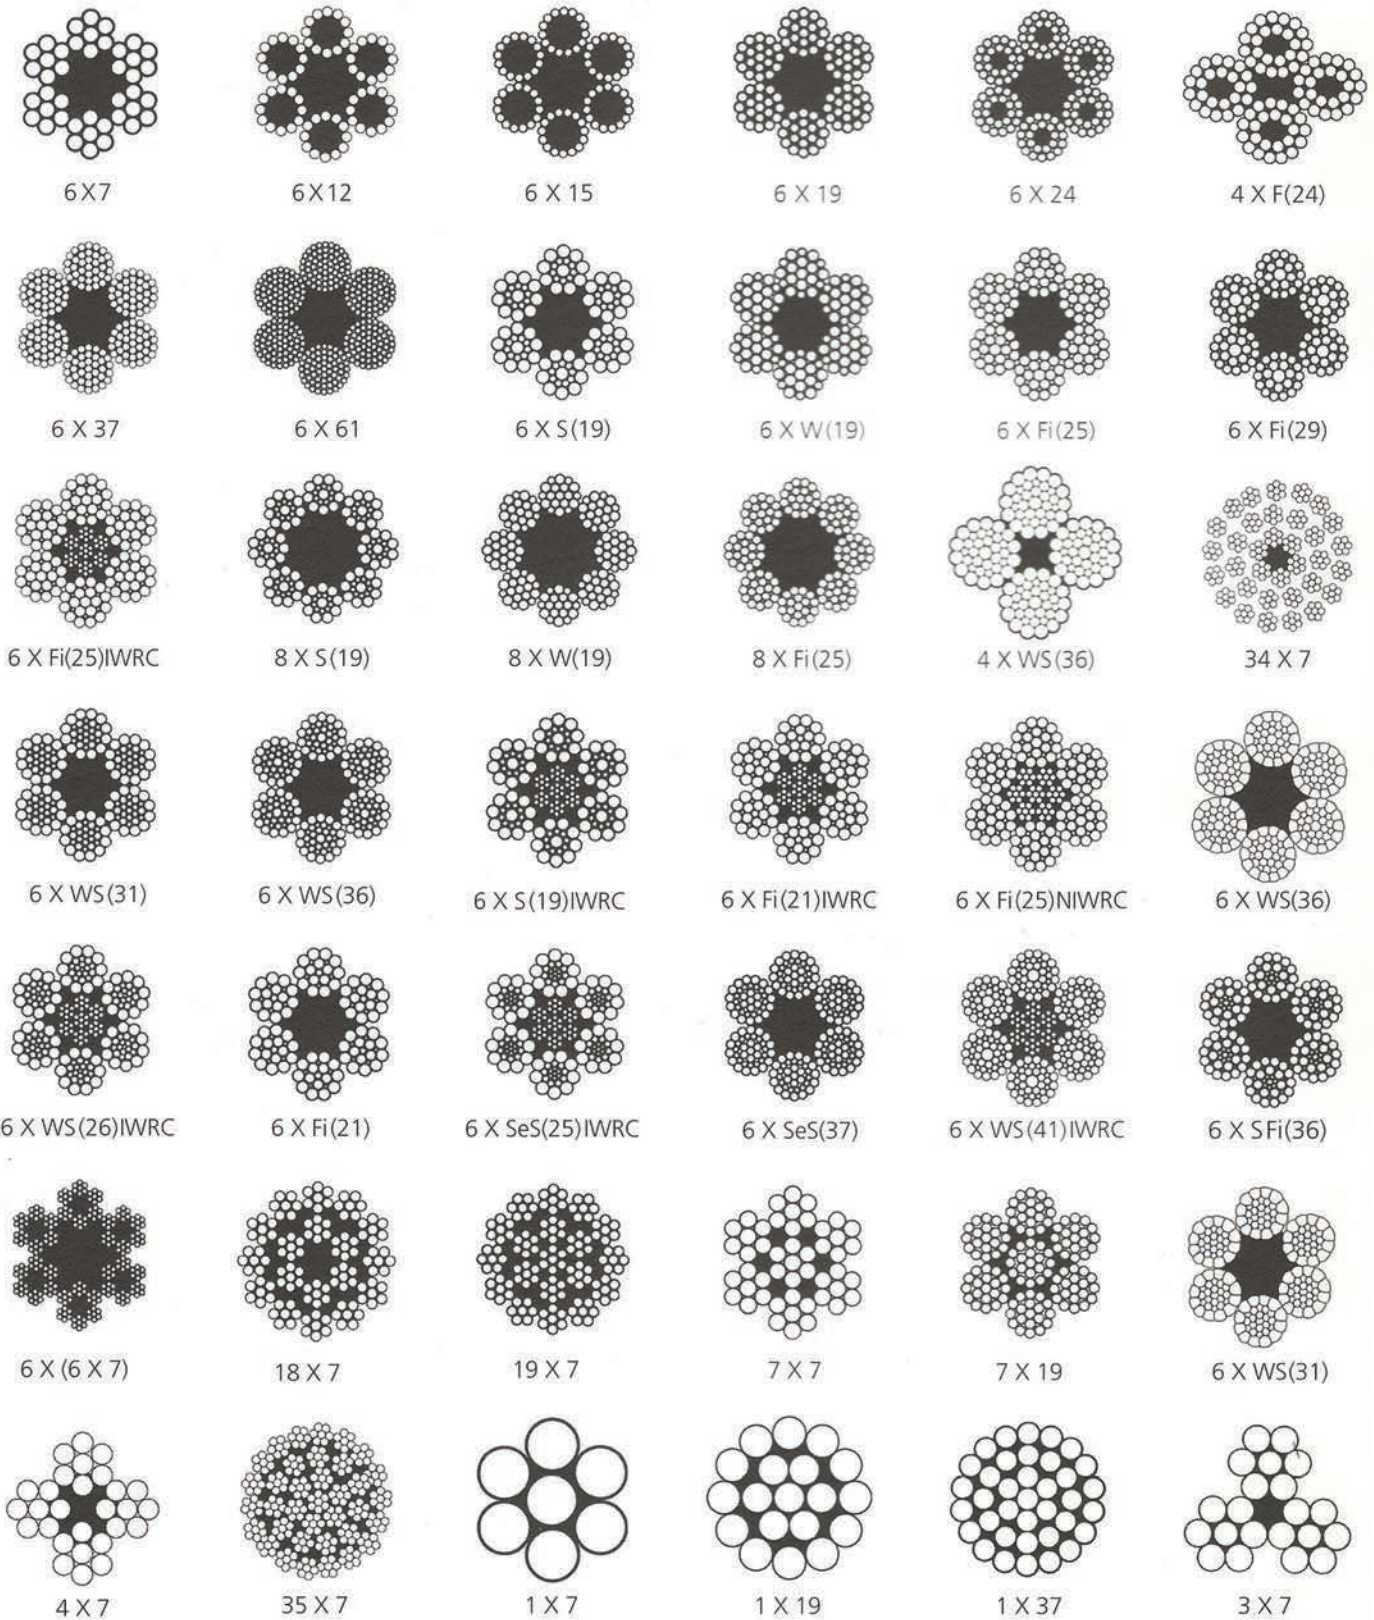 6 X 7
6 X 12
6 X 15
6 X 19
6 X 24
4 X F(24)
6 X 37
6 X 61
6 X S(19)
6 X W(19)
6 X Fi(25)
6 X Fi(29)
6 X Fi(25)IWRC
8 X S(19)
8 X W(19)
8 X Fi(25)
4 X WS(36)
34 X 7
6 X WS(31)
6 X WS(36)
6 X S(19)IWRC
6 X Fi(21)IWRC
6 X Fi(25)NIWRC
6 X WS(36)
6 X WS(26)IWRC
6 X Fi(21)
6 X SeS(25)IWRC
6 X SeS(37)
6 X WS(41)IWRC
6 X SFi(36)
6 X (6 X 7)
18 X 7
19 X 7
7 X 7
7 X 19
6 X WS(31)
4 X 7
35 X 7
1 X 7
1 X 19
1 X 37
3 X 7